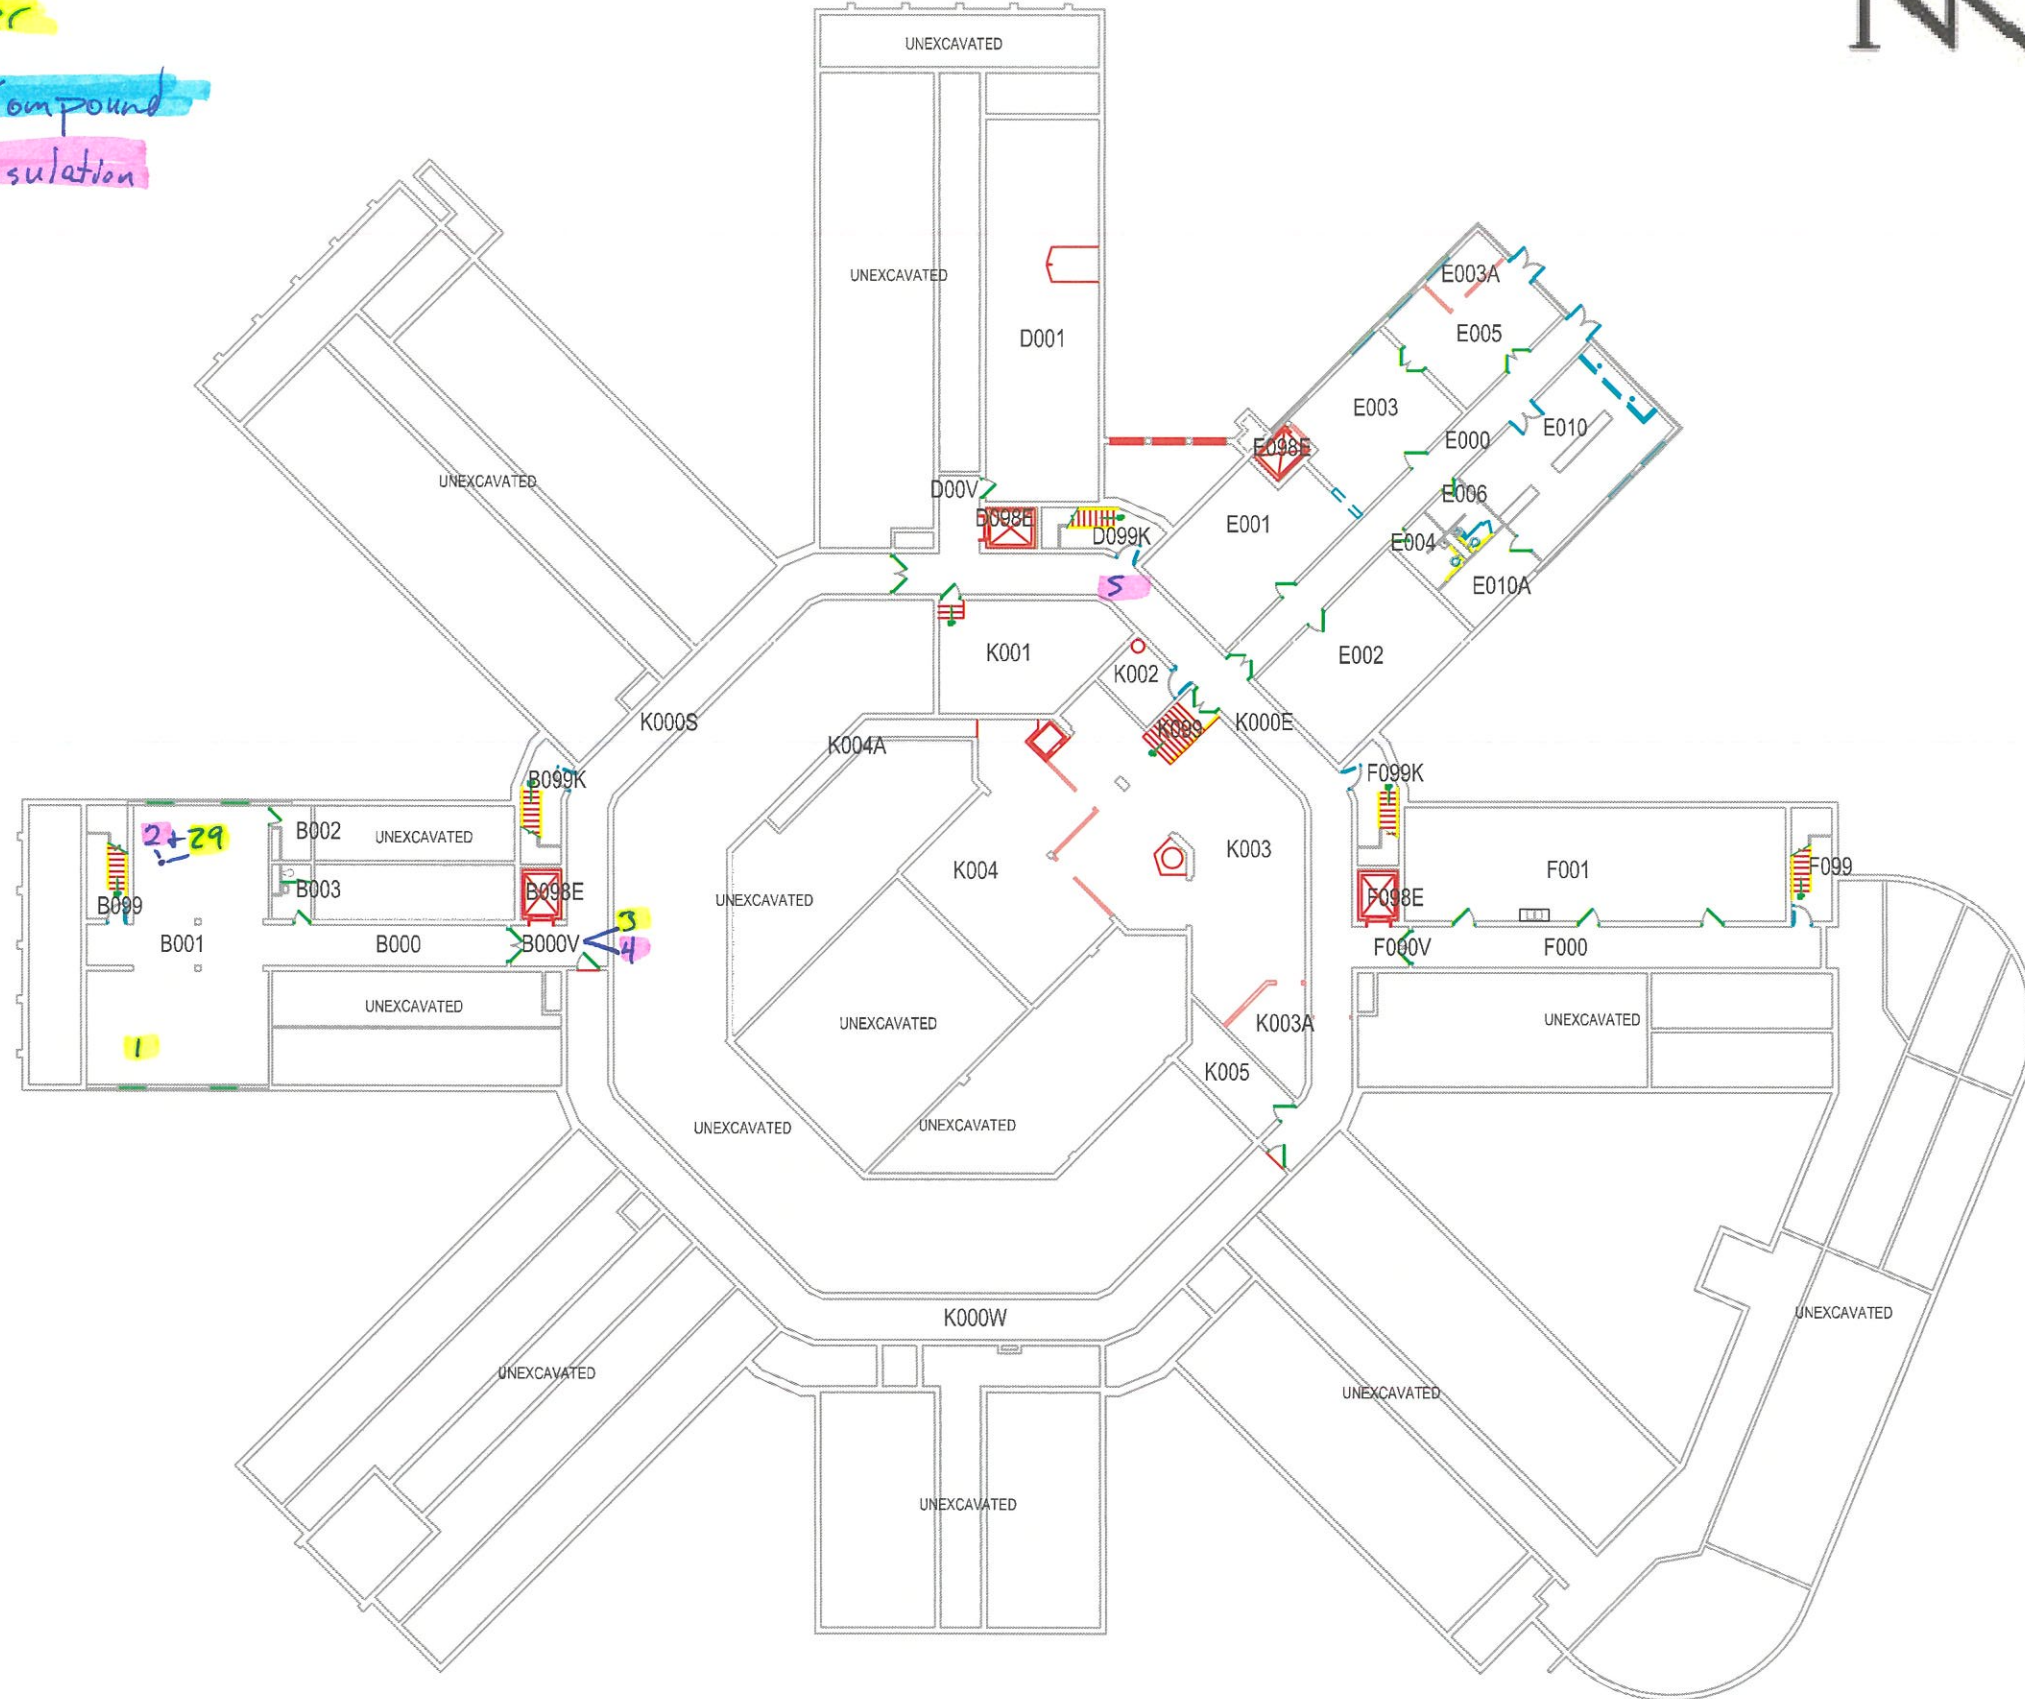 ompound
sulation
UNEXCAVATED
UNEXCAVATED
D001
E003A
E005
E003
E000
E010
E098E
UNEXCAVATED
D00V
D098E
D099K
E001
E006
E004
E010A
5
K001
K002
E002
K000S
K099
K000E
K004A
B099K
F099K
2 + 29
B002
UNEXCAVATED
K003
K004
F001
F099
B003
B099
B098E
UNEXCAVATED
F098E
3
B001
B000
B000V
4
F000V
F000
UNEXCAVATED
UNEXCAVATED
K003A
UNEXCAVATED
1
K005
UNEXCAVATED
UNEXCAVATED
K000W
UNEXCAVATED
UNEXCAVATED
UNEXCAVATED
UNEXCAVATED